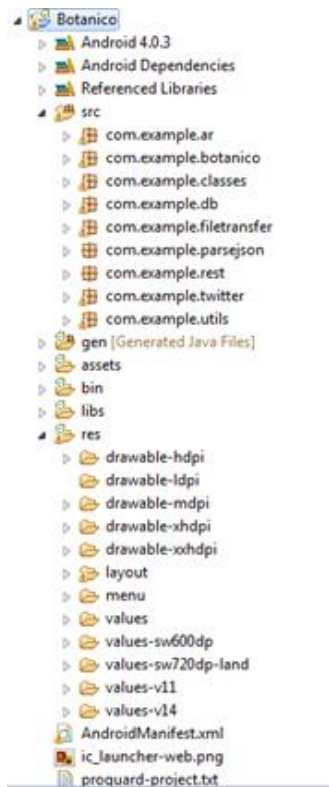 Botanico
Android 4.0.3
Android Dependencies
Referenced Libraries
src
com.example.ar
com.example.botanico
com.example.classes
com.example.db
com.example.filetransfer
com.example.parsejson
com.example.rest
com.example.twitter
com.example.utils
gen [Generated Java Files]
assets
bin
libs
res
drawable-hdpi
drawable-ldpi
drawable-mdpi
drawable-xhdpi
drawable-xxhdpi
layout
menu
values
values-sw600dp
values-sw720dp-land
values-v11
values-v14
AndroidManifest.xml
ic_launcher-web.png
proguard-project.txt